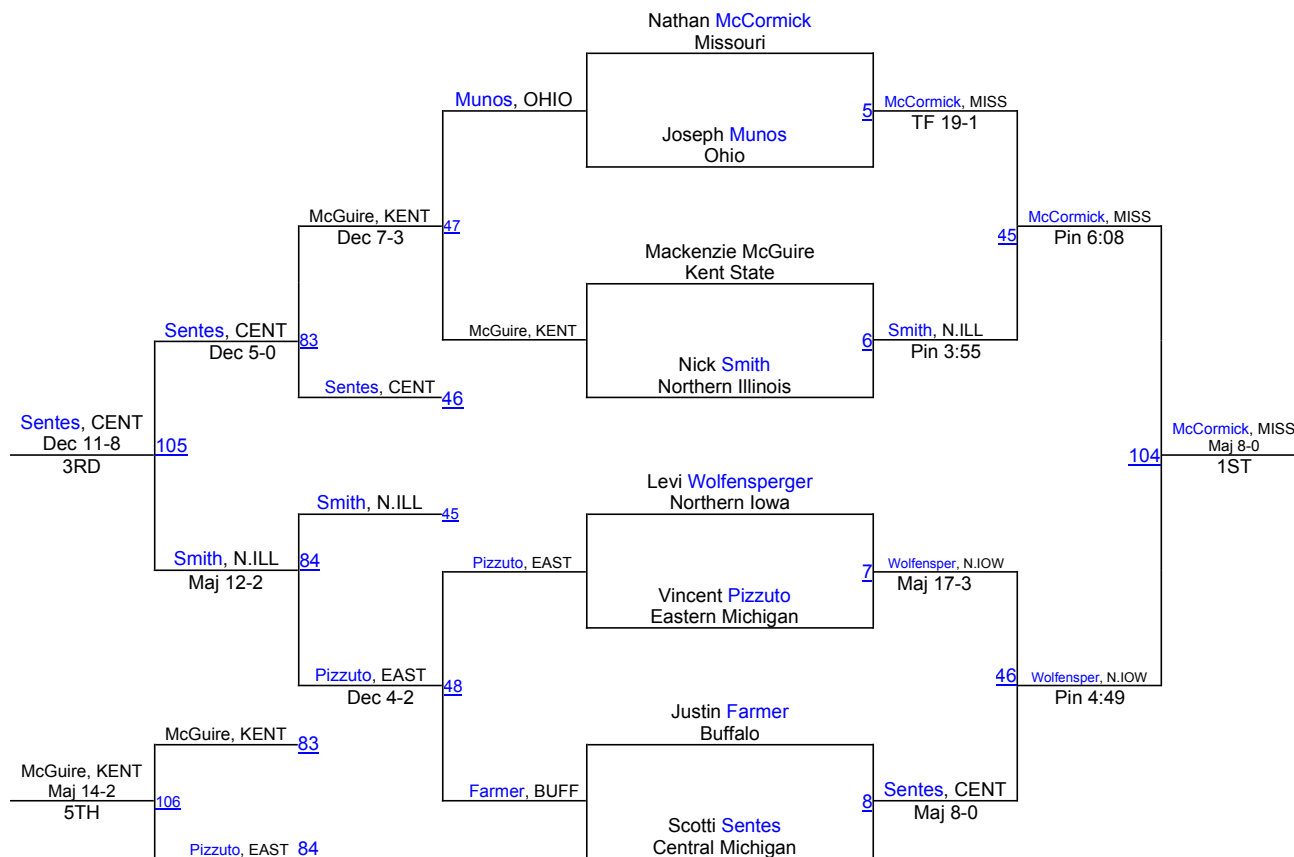 Nathan McCormick
Missouri
Munos, OHIO
5
McCormick, MISS
TF 19-1
Joseph Munos
Ohio
McGuire, KENT
Dec 7-3
47
45
McCormick, MISS
Pin 6:08
Mackenzie McGuire
Kent State
Sentes, CENT
Dec 5-0
83
McGuire, KENT
6
Smith, N.ILL
Pin 3:55
Nick Smith
Northern Illinois
Sentes, CENT
46
Sentes, CENT
Dec 11-8
3RD
105
104
McCormick, MISS
Maj 8-0
1ST
Levi Wolfensperger
Northern Iowa
Smith, N.ILL
45
Smith, N.ILL
Maj 12-2
84
Pizzuto, EAST
7
Wolfensper, N.IOW
Maj 17-3
Vincent Pizzuto
Eastern Michigan
Pizzuto, EAST
Dec 4-2
48
46
Wolfensper, N.IOW
Pin 4:49
Justin Farmer
Buffalo
McGuire, KENT
83
McGuire, KENT
Maj 14-2
5TH
106
Farmer, BUFF
8
Sentes, CENT
Maj 8-0
Scotti Sentes
Central Michigan
Pizzuto, EAST
84